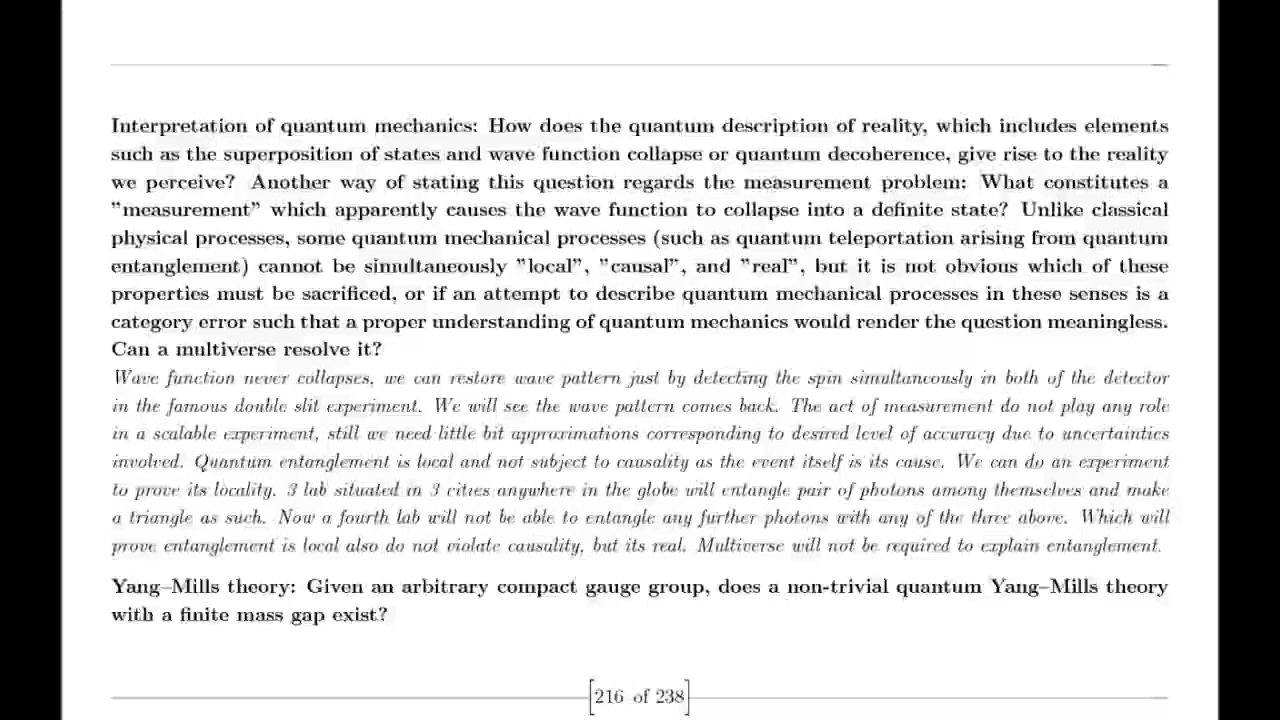 Interpretation of quantum mechanics: How does the quantum description of reality, which includes elements
such as the superposition of states and wave function collapse or quantum decoherence, give rise to the reality
we perceive? Another way of stating this question regards the measurement problem: What constitutes a
”measurement” which apparently causes the wave function to collapse into a definite state? Unlike classical
physical processes, some quantum mechanical processes (such as quantum teleportation arising from quantum
entanglement) cannot be simultaneously ”local”, ”causal”, and ”real”, but it is not obvious which of these
properties must be sacrificed, or if an attempt to describe quantum mechanical processes in these senses is a
category error such that a proper understanding of quantum mechanics would render the question meaningless.
Can a multiverse resolve it?
Wave function never collapses, we can restore wave pattern just by detecting the spin simultaneously in both of the detector
in the famous double slit experiment. We will see the wave pattern comes back. The act of measurement do not play any role
in a scalable experiment, still we need little bit approximations corresponding to desired level of accuracy due to uncertainties
involved. Quantum entanglement is local and not subject to causality as the event itself is its cause. We can do an experiment
to prove its locality. 3 lab situated in 3 cities anywhere in the globe will entangle pair of photons among themselves and make
a triangle as such. Now a fourth lab will not be able to entangle any further photons with any of the three above. Which will
prove entanglement is local also do not violate causality, but its real. Multiverse will not be required to explain entanglement.
Yang–Mills theory: Given an arbitrary compact gauge group, does a non-trivial quantum Yang–Mills theory
with a finite mass gap exist?
[216 of 238]